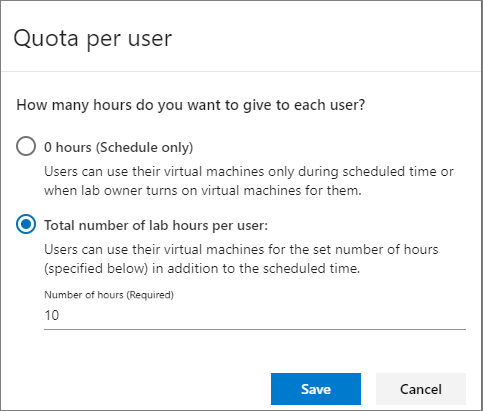 Quota per user
How many hours do you want to give to each user?
0 hours (Schedule only)
Users can use their virtual machines only during scheduled time or
when lab owner turns on virtual machines for them.
Total number of lab hours per user:
Users can use their virtual machines for the set number of hours
(specified below) in addition to the scheduled time.
Number of hours (Required)
10
Save
Cancel